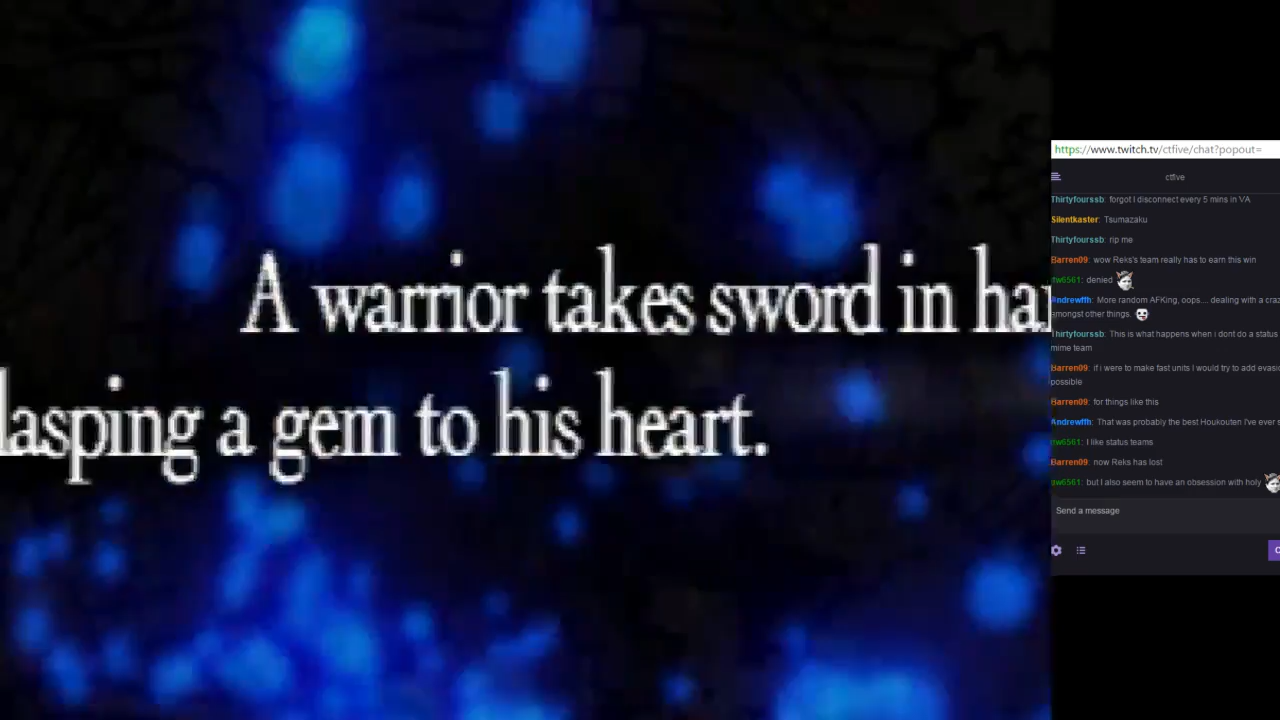 A warrior takes sword in
lasping a gem to his heart.
https://www.twitch.tv/ctfive/chat?popout=
ctfive
Thirtyfourssb: forgot I disconnect every 5 mins in VA
Silentkaster: Tsumazaku
Thirtyfourssb: rip me
Barren09: wow Reks's team really has to earn this win
aw6561: denied
Andrewffh: More random AFKing, oops... dealing with a
amongst other things.
Thirtyfourssb: This is what happens when i dont do a status
mime team
Barren09: if i were to make fast units I would try to add
possible
Barren09: for things like this
Andrewffh: That was probably the best Houkouten I've ever
aw6561: I like status teams
Barren09: now Reks has lost
aw6561: but I also seem to have an obsession with holy
Send a message